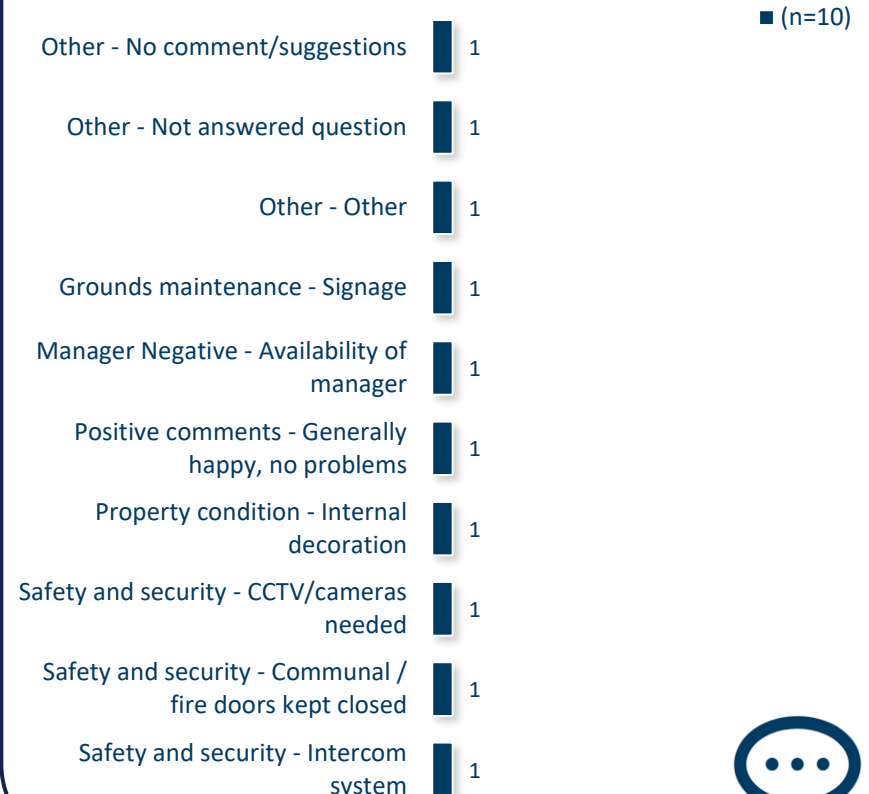 (n=10)
Other - No comment/suggestions 1
Other - Not answered question 1
Other - Other 1
Grounds maintenance - Signage 1
Manager Negative - Availability of
manager 1
Positive comments - Generally
happy, no problems 1
Property condition - Internal
decoration 1
Safety and security - CCTV/cameras
needed 1
Safety and security - Communal /
fire doors kept closed 1
Safety and security - Intercom
system 1